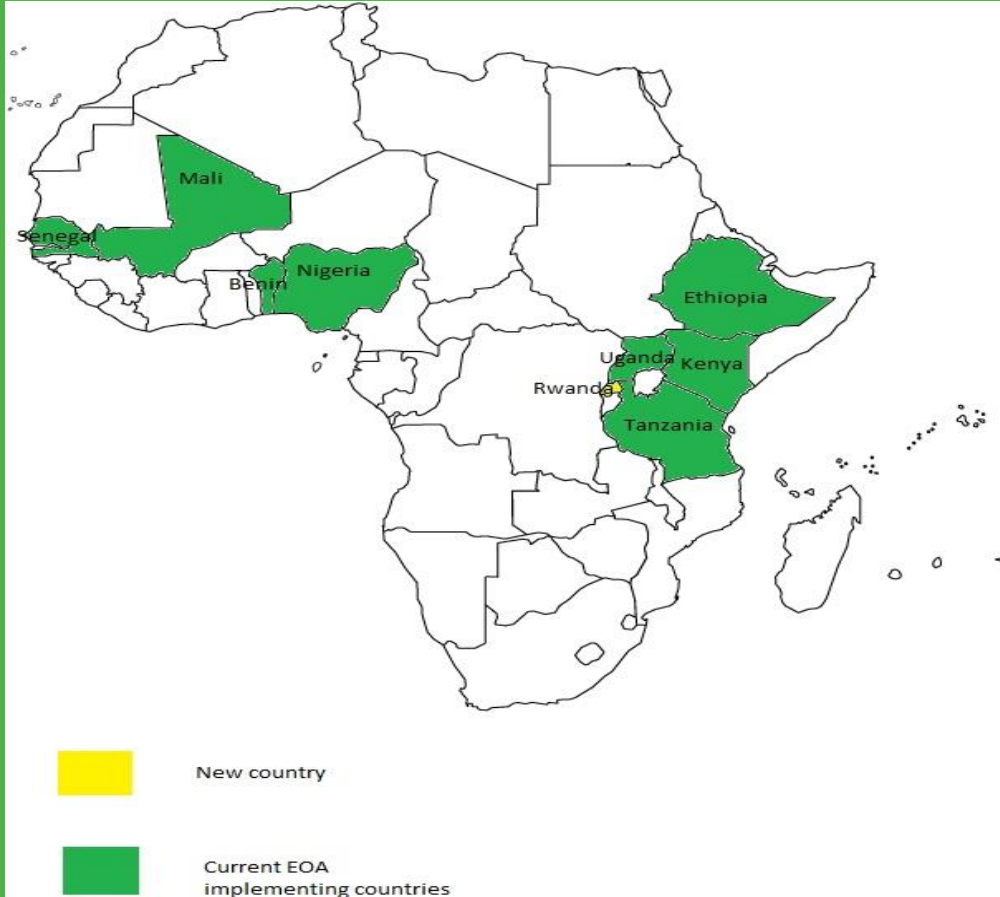 Mali
Senegal
Nigeria
Benin
Ethiopia
Uganda
Kenya
Rwanda
Tanzania
New country
Current EOA
implementing countries